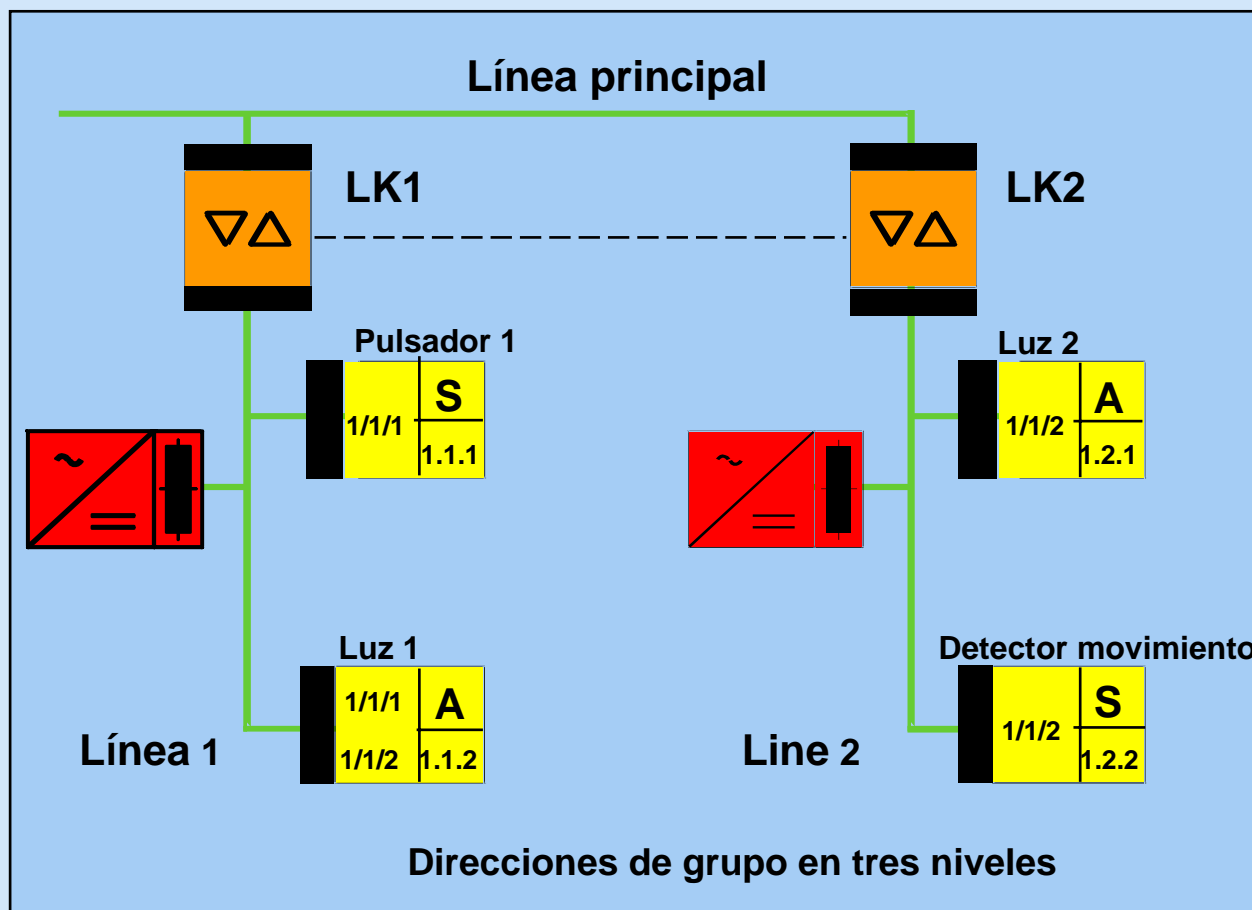 Línea principal
LK1
LK2
Pulsador 1
1/1/1
S
1.1.1
Luz 2
1/1/2
A
1.2.1
~
~
Luz 1
1/1/1
1/1/2
A
1.1.2
Detector movimiento
1/1/2
S
1.2.2
Línea 1
Line 2
Direcciones de grupo en tres niveles